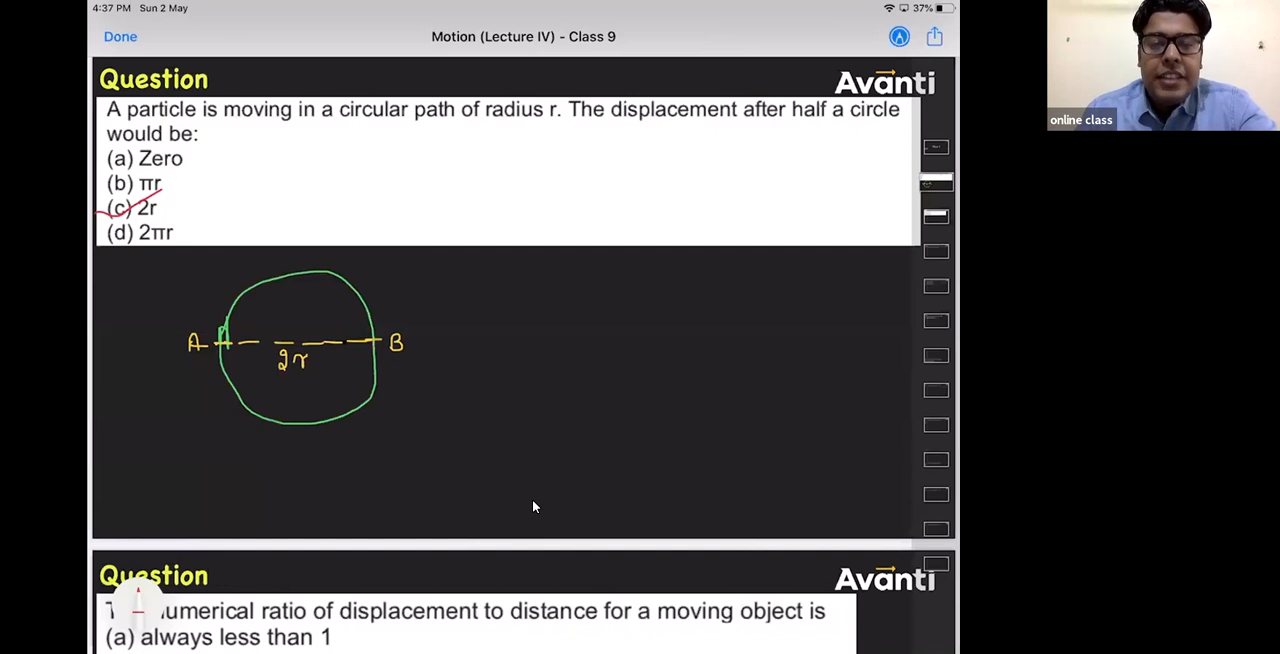 4:37 PM Sun 2 May
37%
Done
Motion (Lecture IV) - Class 9
online class
Question
Avanti
A particle is moving in a circular path of radius r. The displacement after half a circle
would be:
(a) Zero
(b) πr
(c) 2r
(d) 2πr
A
B
2r
Question
Avanti
numerical ratio of displacement to distance for a moving object is
(a) always less than 1